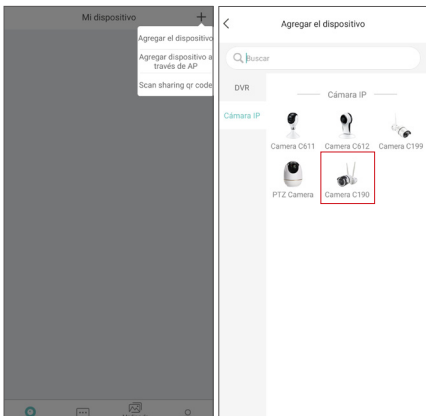 Mi dispositivo
+
Agregar el dispositivo
Agregar dispositivo a
través de AP
Scan sharing qr code
Agregar el dispositivo
Buscar
DVR
Cámara IP
Cámara IP
Camera C611
Camera C612
Camera C199
PTZ Camera
Camera C190